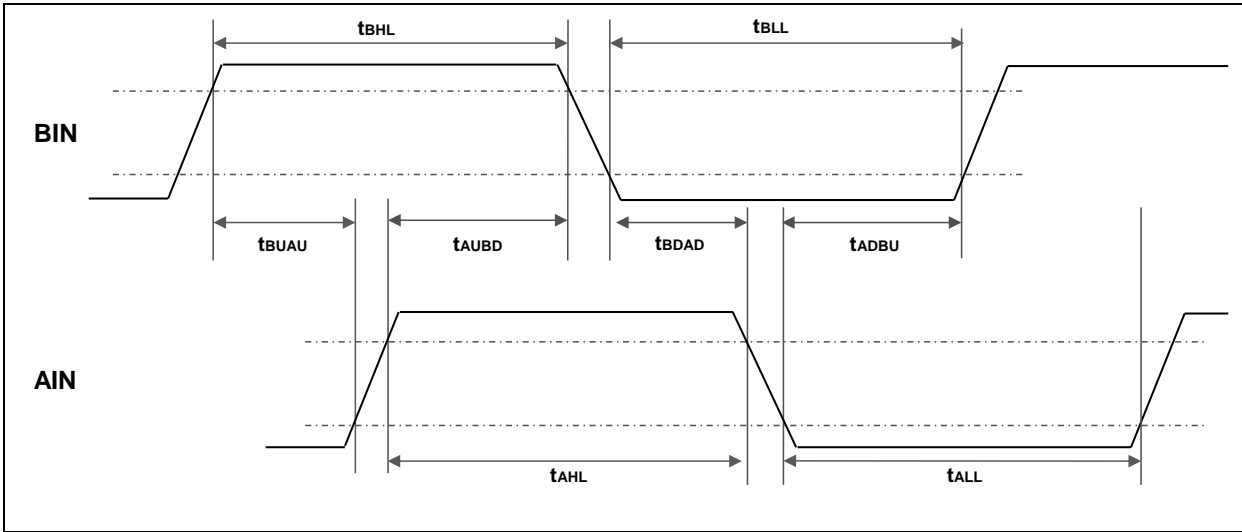 tBHL
tBLL
BIN
tBUAU
tAUBD
tBDAD
tADBU
AIN
tAHL
tALL